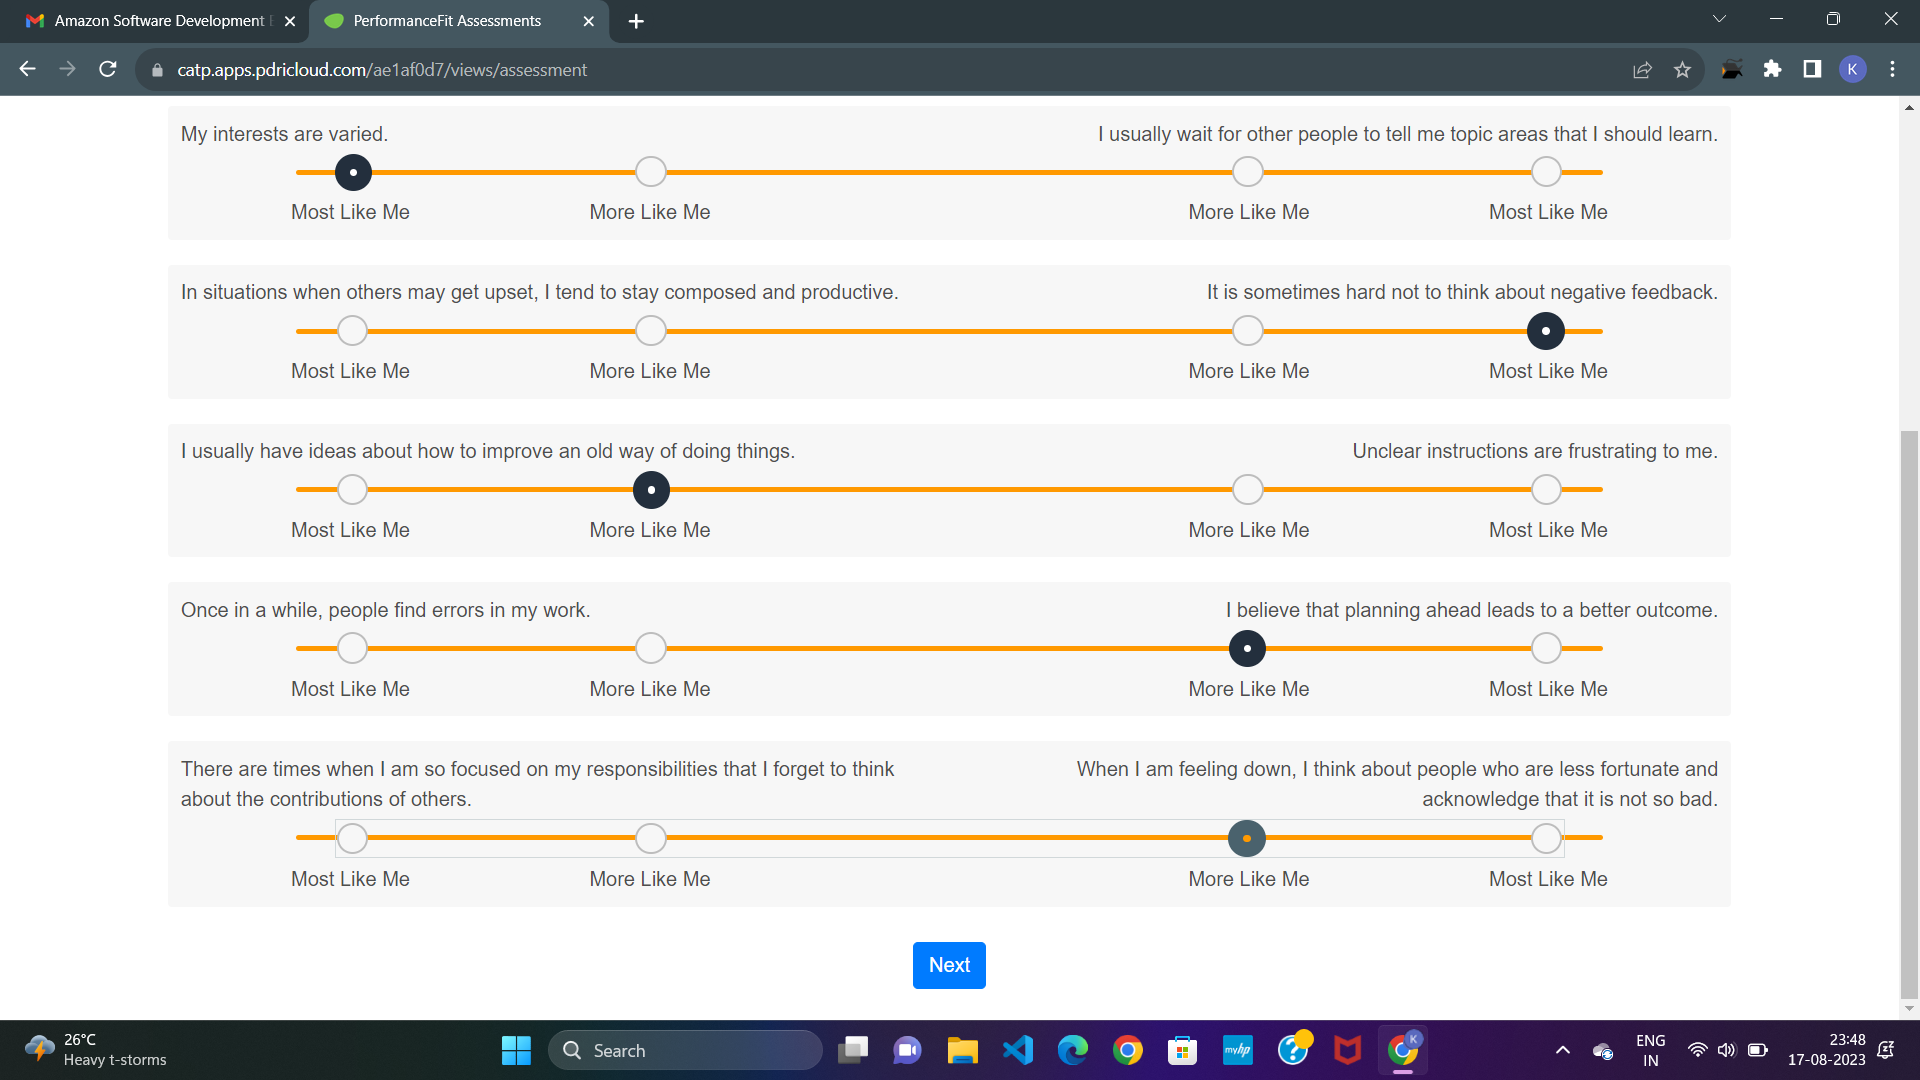 Amazon Software Development E
PerformanceFit Assessments
catp.apps.pdricloud.com/ae1af0d7/views/assessment
K
My interests are varied.
I usually wait for other people to tell me topic areas that I should learn.
Most Like Me
More Like Me
More Like Me
Most Like Me
In situations when others may get upset, I tend to stay composed and productive.
It is sometimes hard not to think about negative feedback.
Most Like Me
More Like Me
More Like Me
Most Like Me
I usually have ideas about how to improve an old way of doing things.
Unclear instructions are frustrating to me.
Most Like Me
More Like Me
More Like Me
Most Like Me
Once in a while, people find errors in my work.
I believe that planning ahead leads to a better outcome.
Most Like Me
More Like Me
More Like Me
Most Like Me
There are times when I am so focused on my responsibilities that I forget to think
about the contributions of others.
When I am feeling down, I think about people who are less fortunate and
acknowledge that it is not so bad.
Most Like Me
More Like Me
More Like Me
Most Like Me
Next
26°C
Heavy t-storms
Search
myhp
K
ENG
IN
23:48
17-08-2023